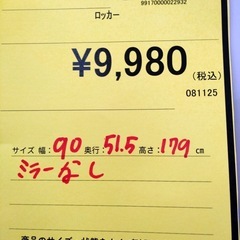 99170000022932
ロッカー
¥9,980
(税込)
081125
サイズ 幅: 90 奥行: 51.5 高さ: 179 cm
ミラーなし